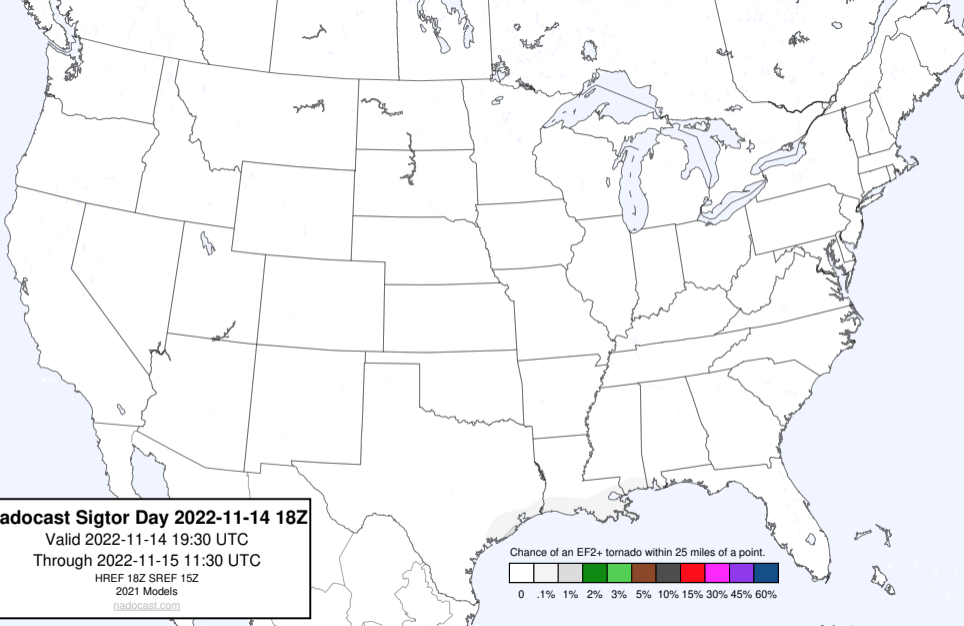 adocast Sigtor Day 2022-11-14 18Z
Valid 2022-11-14 19:30 UTC
Through 2022-11-15 11:30 UTC
HREF 18Z SREF 15Z
2021 Models
nadocast.com
Chance of an EF2+ tornado within 25 miles of a point.
0 .1% 1% 2% 3% 5% 10% 15% 30% 45% 60%